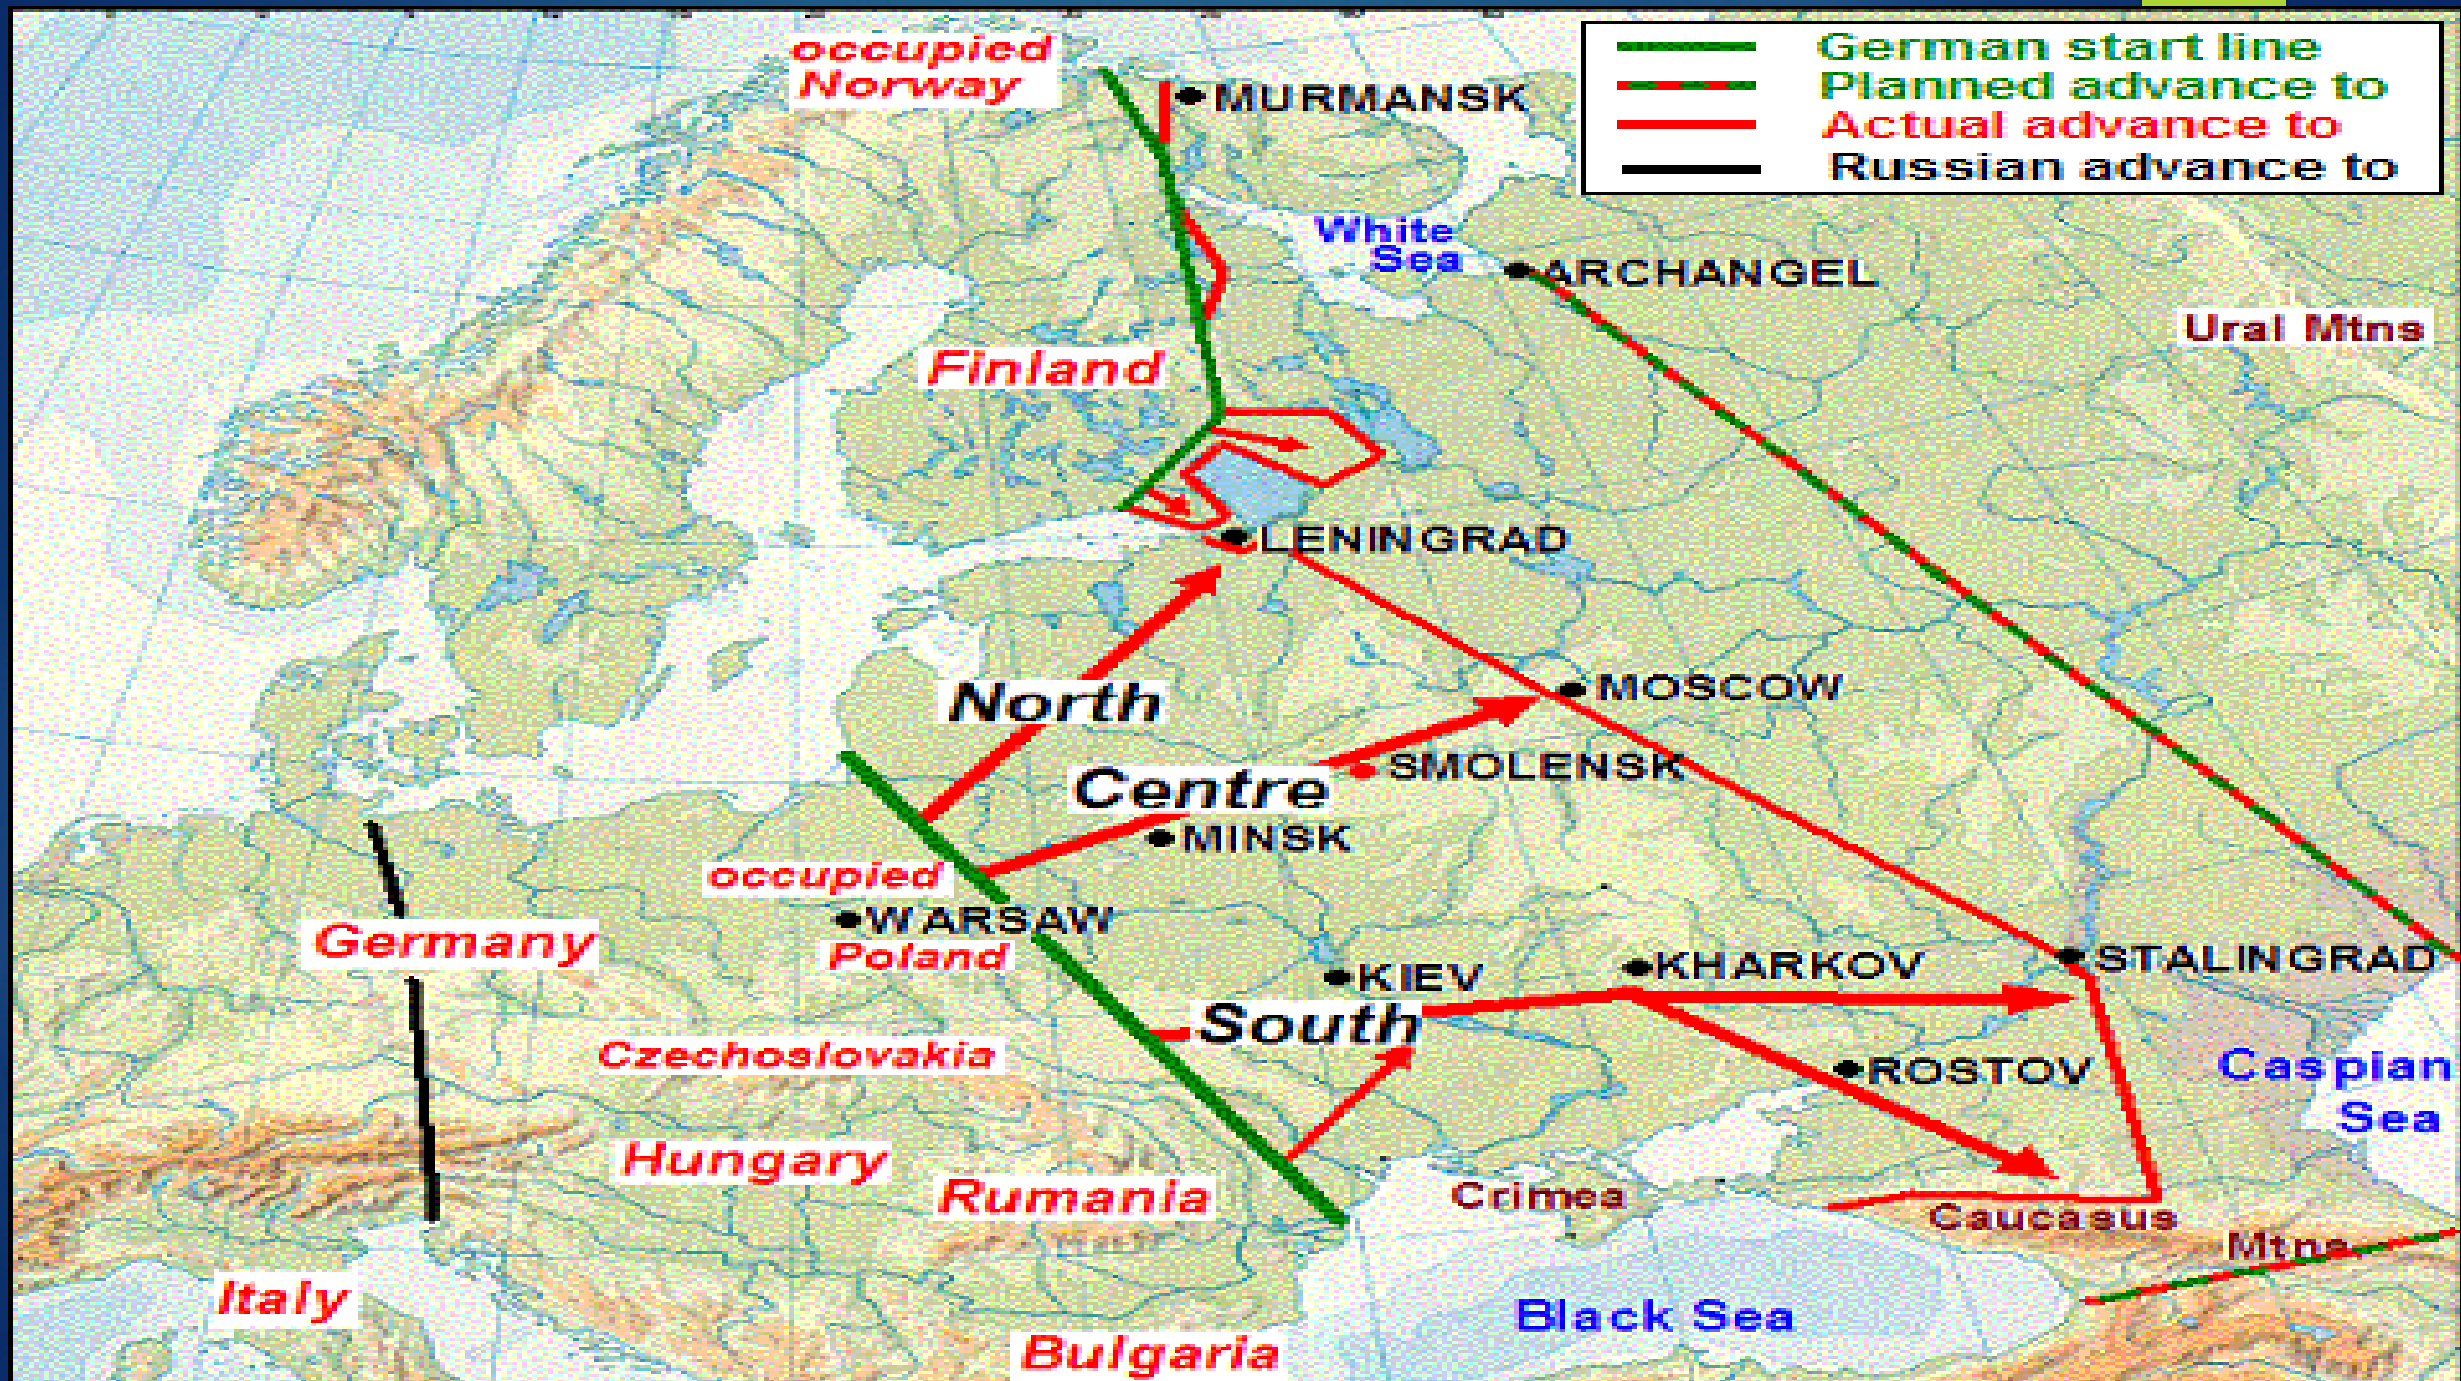 occupied
Norway
German start line
Planned advance to
Actual advance to
Russian advance to
MURMANSK
White
Sea
ARCHANGEL
Ural Mtns
Finland
LENINGRAD
North
MOSCOW
Centre
SMOLENSK
MINSK
occupied
WARSAW
Poland
Germany
KIEV
KHARKOV
STALINGRAD
South
Czechoslovakia
ROSTOV
Caspian
Sea
Hungary
Rumania
Crimea
Caucasus
Mtns
Italy
Black Sea
Bulgaria